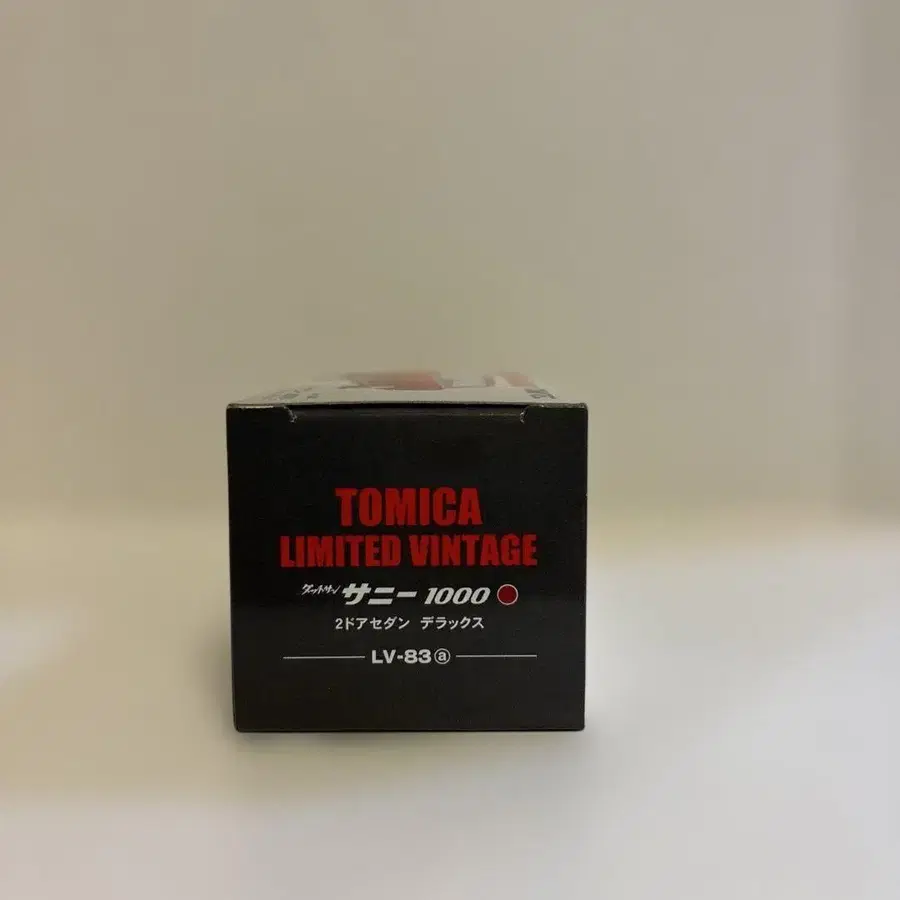 TOMICA
LIMITED VINTAGE
ダットサン サニー 1000
2ドアセダン デラックス
LV-83ⓐ